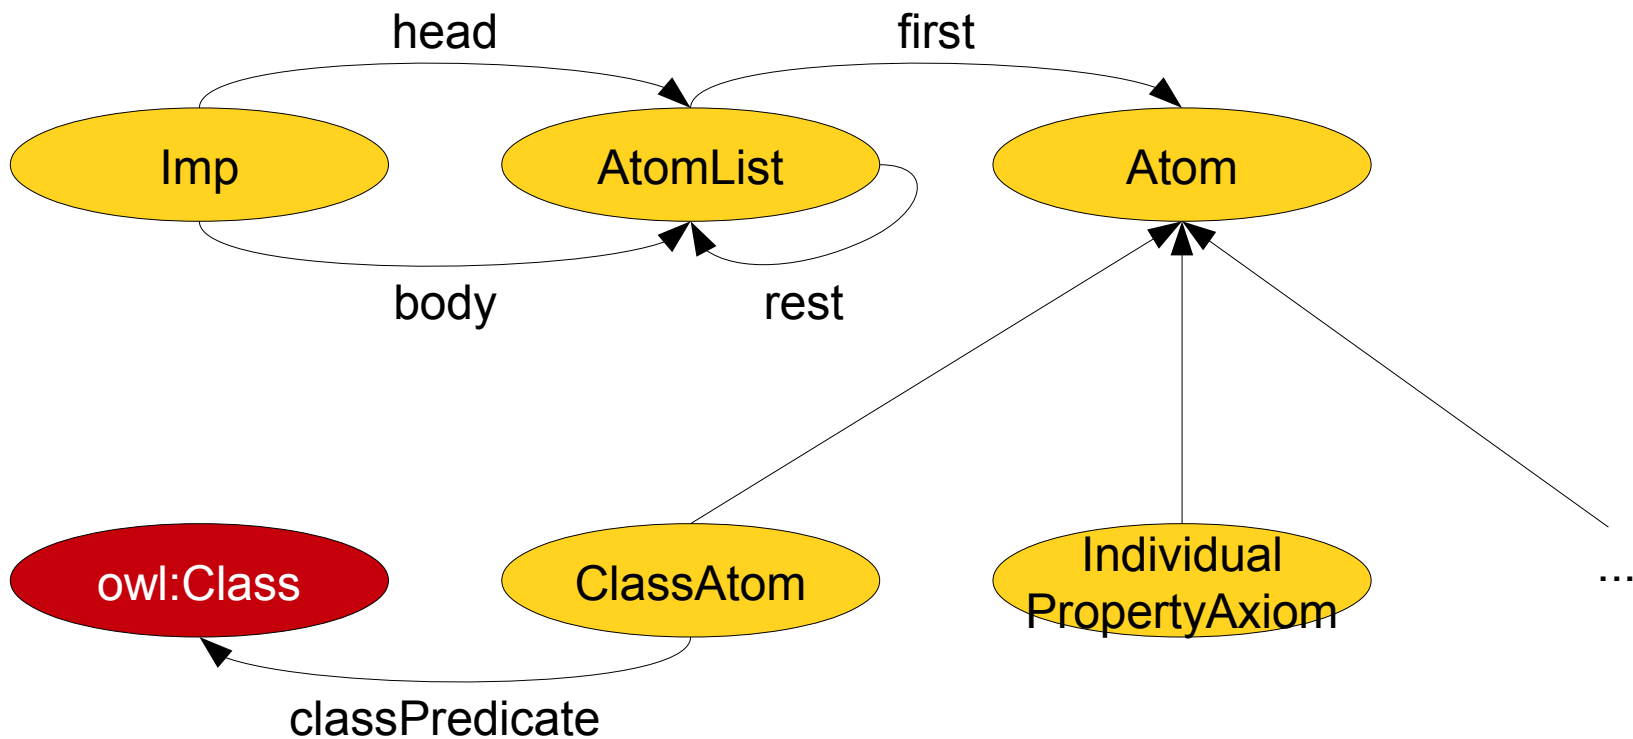 head
first
Imp
AtomList
Atom
body
rest
owl:Class
ClassAtom
Individual
PropertyAxiom
...
classPredicate